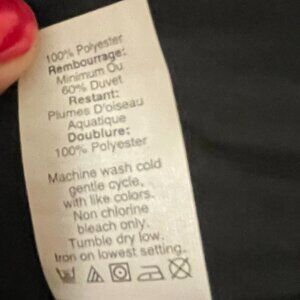 100% Polyester
Rembourrage:
Minimum Ou
60% Duvet
Restant:
Plumes D'oiseau
Aquatique
Doublure:
100% Polyester
Machine wash cold
gentle cycle,
with like colors.
Non chlorine
bleach only.
Tumble dry low.
Iron on lowest setting.